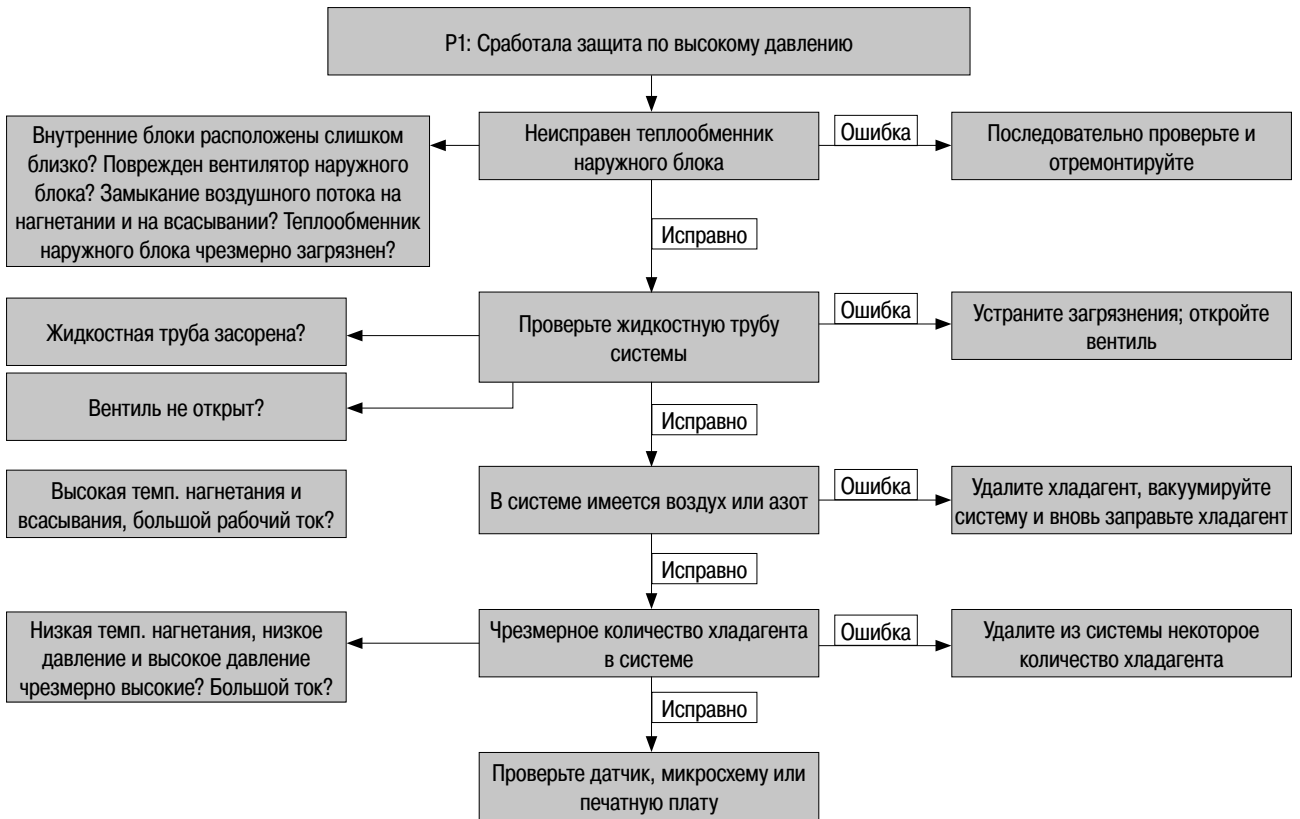 P1: Сработала защита по высокому давлению
Внутренние блоки расположены слишком
близко? Поврежден вентилятор наружного
блока? Замыкание воздушного потока на
нагнетании и на всасывании? Теплообменник
наружного блока чрезмерно загрязнен?
Неисправен теплообменник
наружного блока
Ошибка
Последовательно проверьте и
отремонтируйте
Исправно
Жидкостная труба засорена?
Вентиль не открыт?
Проверьте жидкостную трубу
системы
Ошибка
Устраните загрязнения; откройте
вентиль
Исправно
Высокая темп. нагнетания и
всасывания, большой рабочий ток?
В системе имеется воздух или азот
Ошибка
Удалите хладагент, вакуумируйте
систему и вновь заправьте хладагент
Исправно
Низкая темп. нагнетания, низкое
давление и высокое давление
чрезмерно высокие? Большой ток?
Чрезмерное количество хладагента
в системе
Ошибка
Удалите из системы некоторое
количество хладагента
Исправно
Проверьте датчик, микросхему или
печатную плату